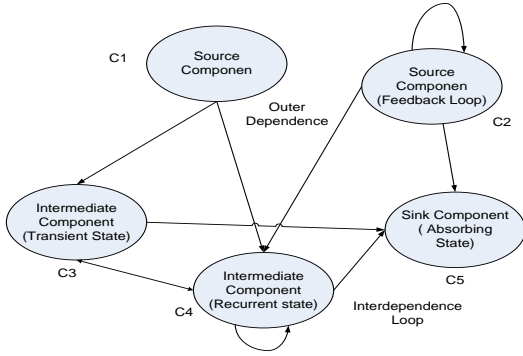 C1
Source
Componen
Source
Componen
(Feedback Loop)
C2
Outer
Dependence
Intermediate
Component
(Transient State)
C3
Sink Component
( Absorbing
State)
C5
Intermediate
Component
(Recurrent state)
C4
Interdependence
Loop